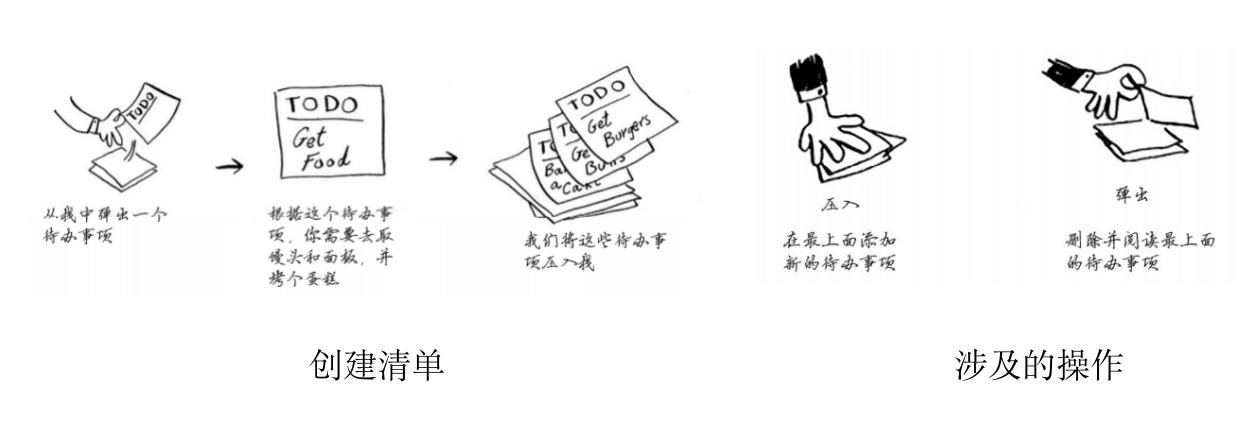 TODO
从我中弹出一个
待办事项
TODO
Get
Food
根据这个待办事
项，你需要去取
馒头和面板，并
烤个蛋糕
TODO
Get
Burgers
TO
Ge
Buns
TO
Ba
a Cake
我们将这些待办事
项压入我
创建清单
压入
在最上面添加
新的待办事项
弹出
删除并阅读最上面
的待办事项
涉及的操作